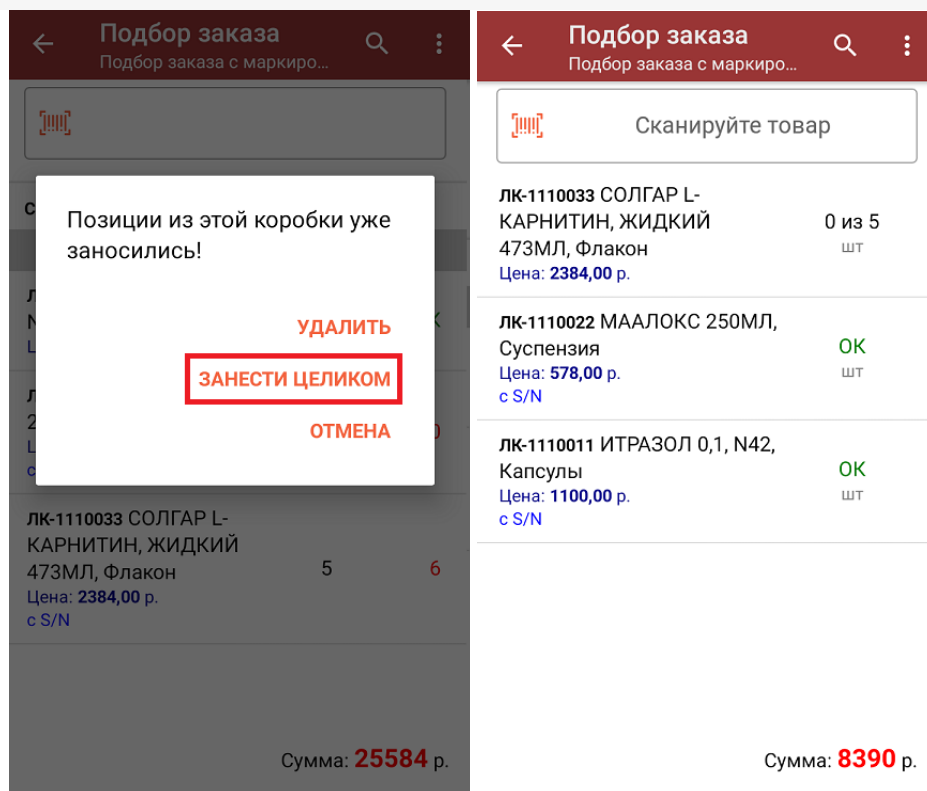 Подбор заказа
Подбор заказа с маркиро...
Позиции из этой коробки уже
заносились!
УДАЛИТЬ
ЗАНЕСТИ ЦЕЛИКОМ
ОТМЕНА
ЛК-1110033 СОЛГАР L-
КАРНИТИН, ЖИДКИЙ
473МЛ, Флакон
5
6
Цена: 2384,00 р.
с S/N
Сумма: 25584 р.
Подбор заказа
Подбор заказа с маркиро...
Сканируйте товар
ЛК-1110033 СОЛГАР L-
КАРНИТИН, ЖИДКИЙ
0 из 5
473МЛ, Флакон
шт
Цена: 2384,00 р.
ЛК-1110022 МААЛОКС 250МЛ,
Суспензия
ОК
Цена: 578,00 р.
шт
с S/N
ЛК-1110011 ИТРАЗОЛ 0,1, N42,
Капсулы
ОК
Цена: 1100,00 р.
шт
с S/N
Сумма: 8390 р.